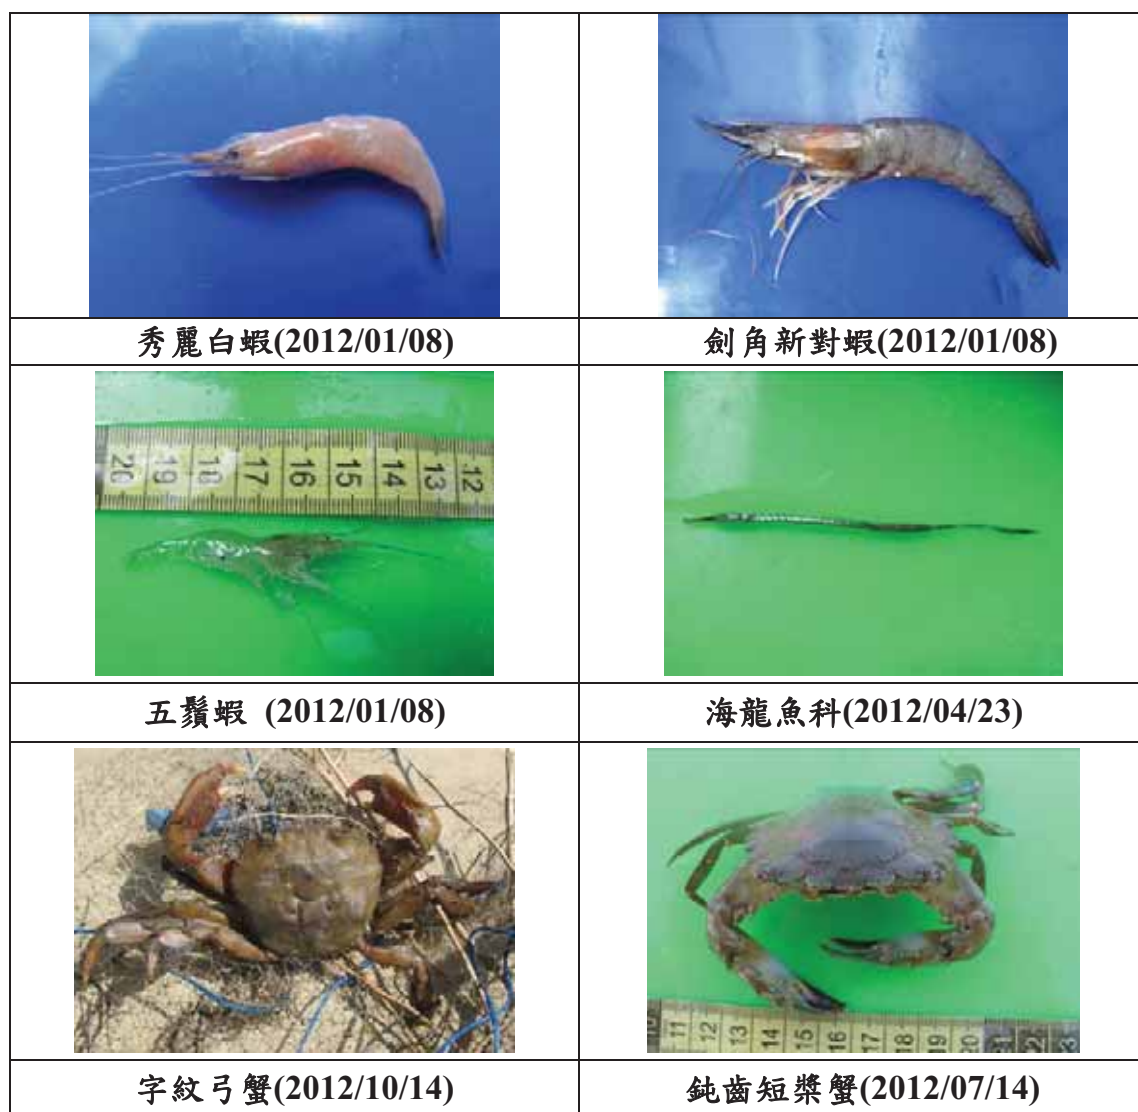 秀麗白蝦(2012/01/08)
劍角新對蝦(2012/01/08)
20 19 18 17 16 15 14 13 12
五鬚蝦 (2012/01/08)
海龍魚科(2012/04/23)
字紋弓蟹(2012/10/14)
11 12 13 14 15 16 17 18 19 20 21 22
鈍齒短槳蟹(2012/07/14)